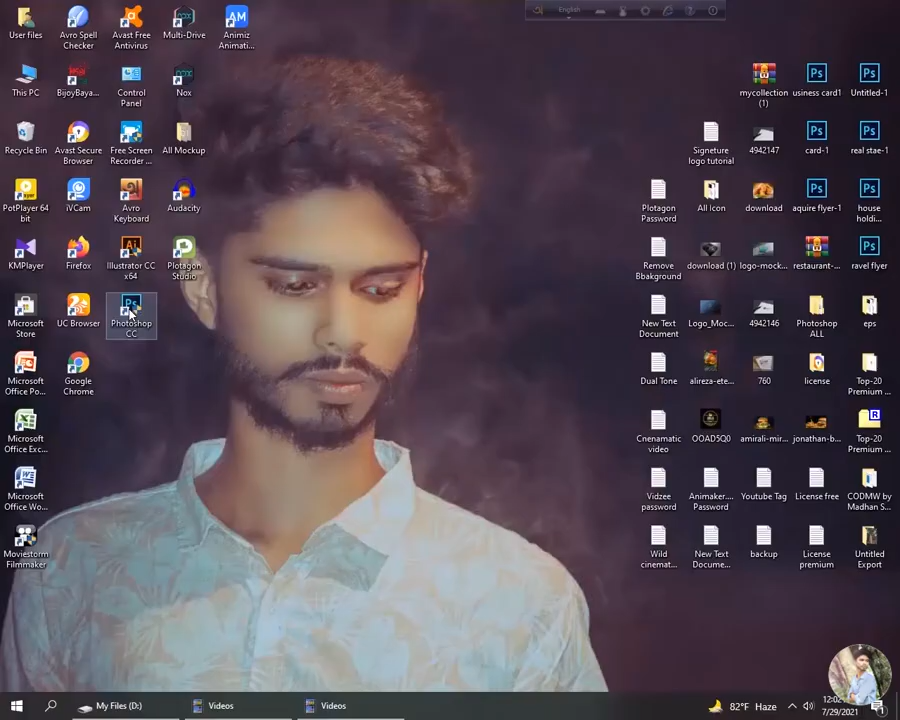 English
User files
Avro Spell
Checker
Avast Free
Antivirus
Multi-Drive
Animiz
Animati...
This PC
BijoyBaya...
Control
Panel
Nox
mycollection
(1)
usiness card1
Untitled-1
Recycle Bin
Avast Secure
Browser
Free Screen
Recorder ...
All Mockup
Signeture
logo tutorial
4942147
card-1
real stae-1
PotPlayer 64
bit
iVCam
Avro
Keyboard
Audacity
Plotagon
Password
All Icon
download
aquire flyer-1
house
holdi...
KMPlayer
Firefox
Illustrator CC
x64
Plotagon
Studio
Remove
Bbackground
download (1)
logo-mock...
restaurant-...
ravel flyer
Microsoft
Store
UC Browser
Photoshop
CC
New Text
Document
Logo_Moc...
4942146
Photoshop
ALL
eps
Microsoft
Office Po...
Google
Chrome
Dual Tone
alireza-ete...
760
license
Top-20
Premium ...
Microsoft
Office Exc...
Cnenamatic
video
OOAD5Q0
amirali-mir...
jonathan-b...
Top-20
Premium ...
Microsoft
Office Wo...
Vidzee
password
Animaker....
Password
Youtube Tag
License free
CODMW by
Madhan S...
Moviestorm
Filmmaker
Wild
cinemat...
New Text
Docume...
backup
License
premium
Untitled
Export
My Files (D:)
Videos
Videos
82°F Haze
7/29/2021